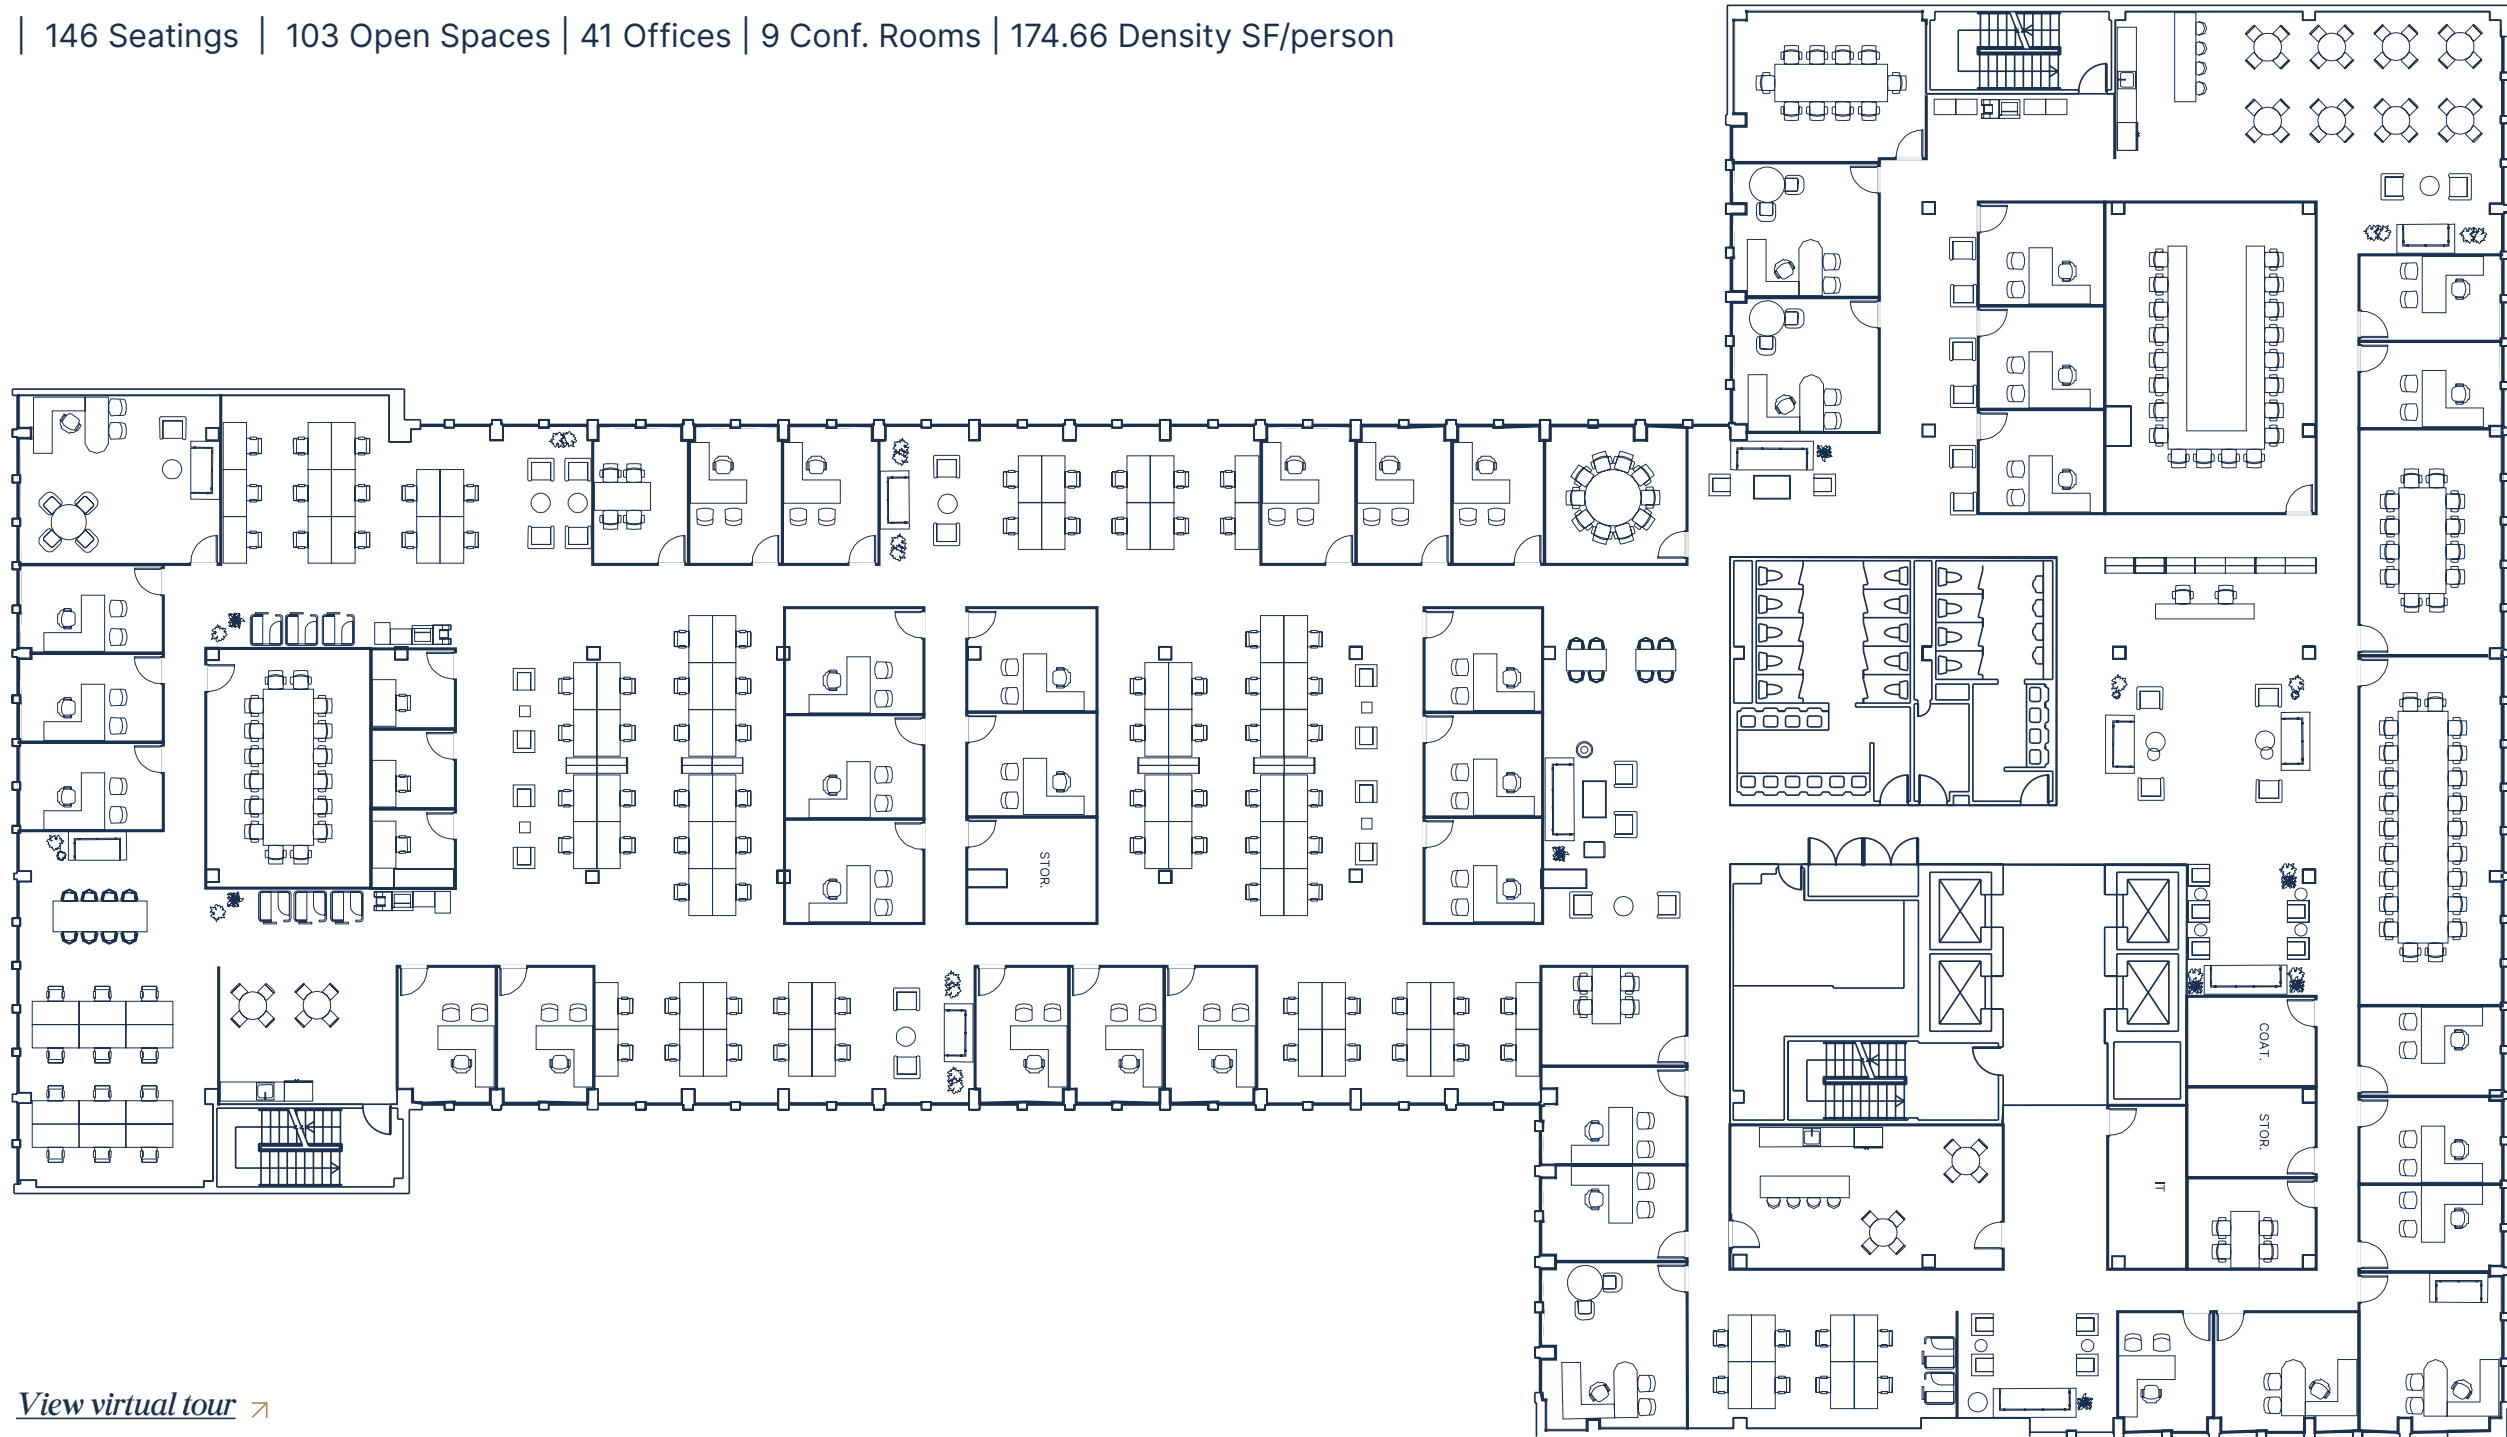 | 146 Seatings | 103 Open Spaces | 41 Offices | 9 Conf. Rooms | 174.66 Density SF/person
STOR.
COAT.
STOR.
IT
View virtual tour